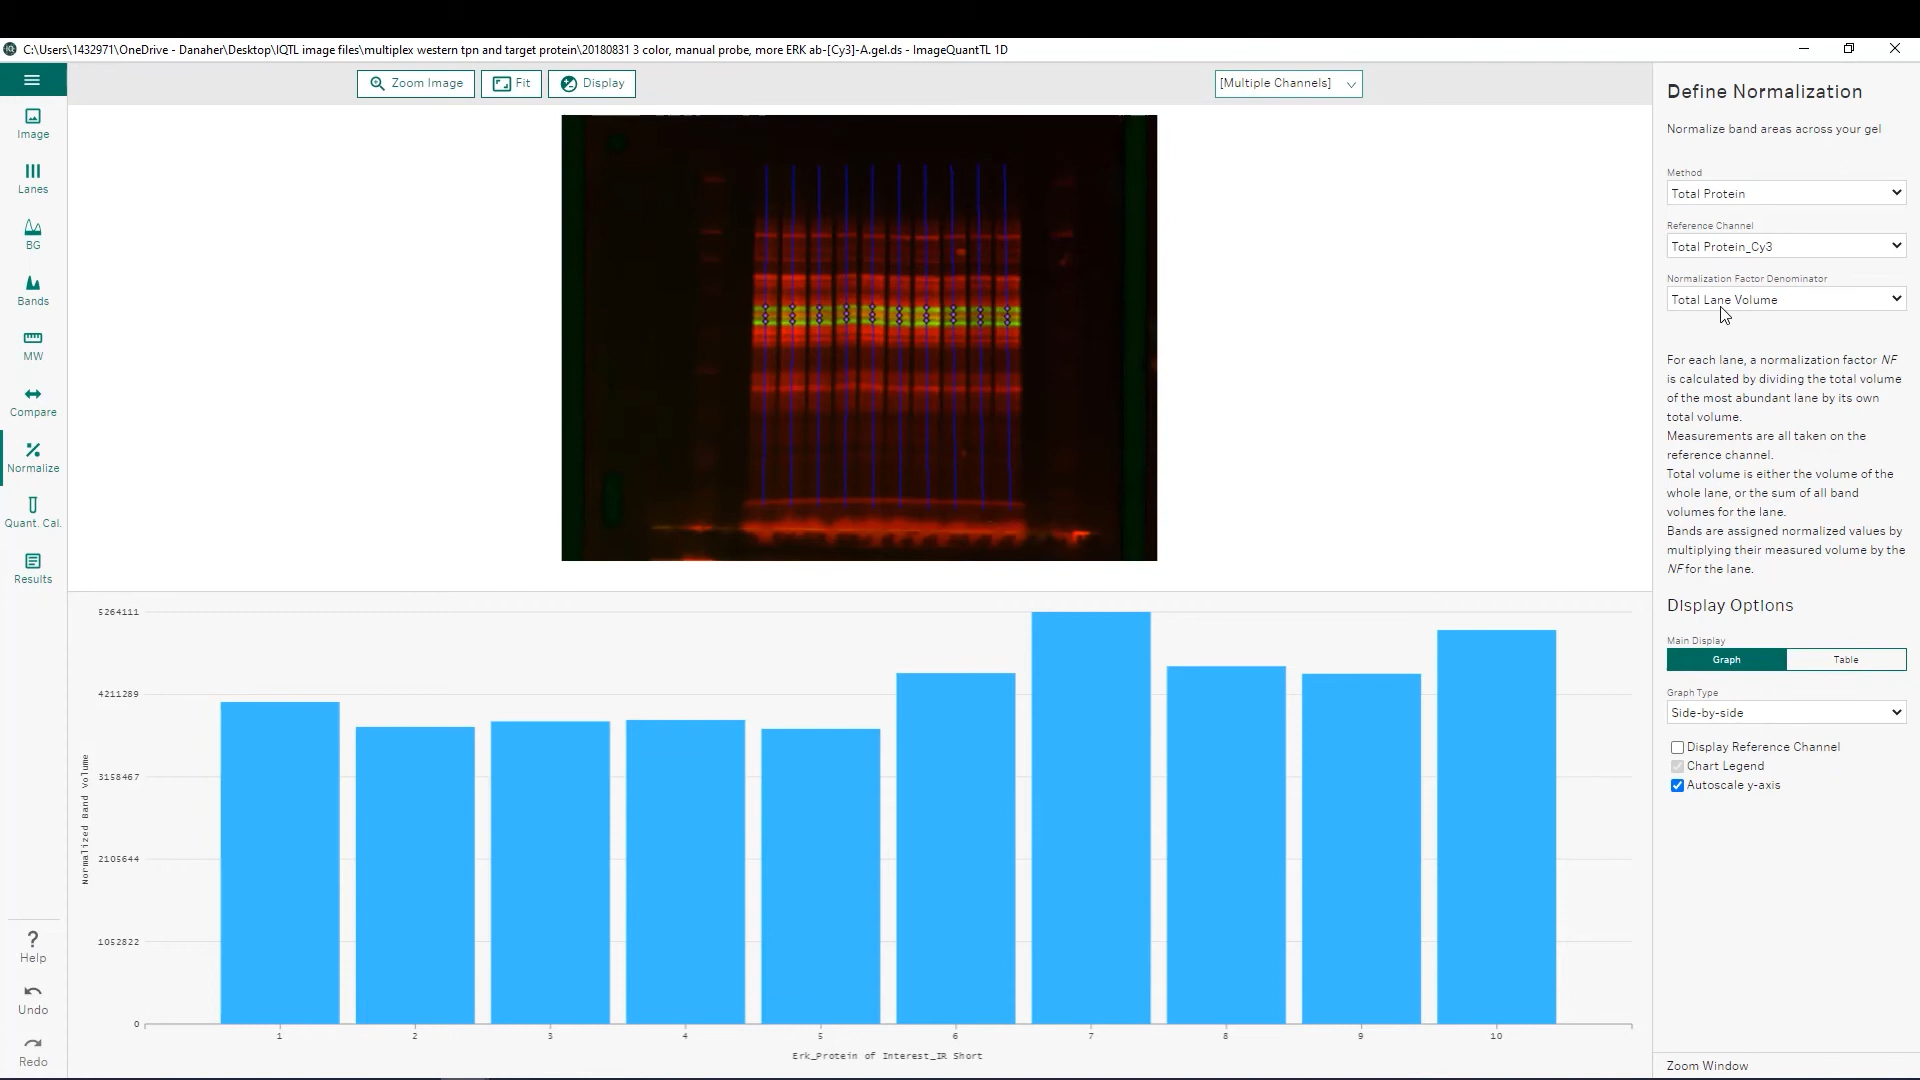 C:\Users\1432971\OneDrive - Danaher\Desktop\IQTL image files\multiplex western tpn and target protein\20180831 3 color, manual probe, more ERK ab-[Cy3]-A.gel.ds - ImageQuantTL 1D
Zoom Image
Fit
Display
[Multiple Channels]
Image
Lanes
BG
Bands
MW
Compare
Normalize
Quant. Cal.
Results
Help
Undo
Redo
Define Normalization
Normalize band areas across your gel
Method
Total Protein
Reference Channel
Total Protein_Cy3
Normalization Factor Denominator
Total Lane Volume
For each lane, a normalization factor NF
is calculated by dividing the total volume
of the most abundant lane by its own
total volume.
Measurements are all taken on the
reference channel.
Total volume is either the volume of the
whole lane, or the sum of all band
volumes for the lane.
Bands are assigned normalized values by
multiplying their measured volume by the
NF for the lane.
Display Options
Main Display
Graph
Table
Graph Type
Side-by-side
Display Reference Channel
Chart Legend
Autoscale y-axis
Zoom Window
5264111
4211289
3158467
2105644
1052822
0
Normalized Band Volume
1 2 3 4 5 6 7 8 9 10
Erk_Protein of Interest_IR Short